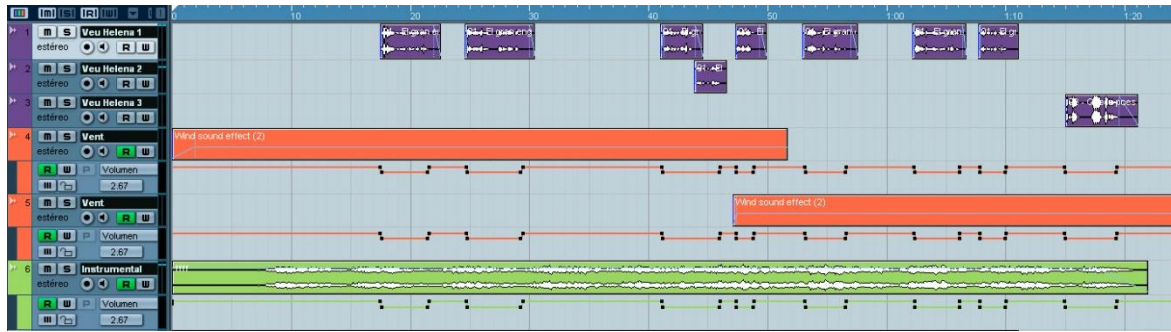 M S R W
0 10 20 30 40 50 1:00 1:10 1:20
1 m S Veu Helena 1
estéreo R W
2 m S Veu Helena 2
estéreo R W
3 m S Veu Helena 3
estéreo R W
4 m S Vent
estéreo R W
Wind sound effect (2)
R W P Volumen
2.67
5 m S Vent
estéreo R W
Wind sound effect (2)
R W P Volumen
2.67
6 m S Instrumental
estéreo R W
R W P Volumen
2.67